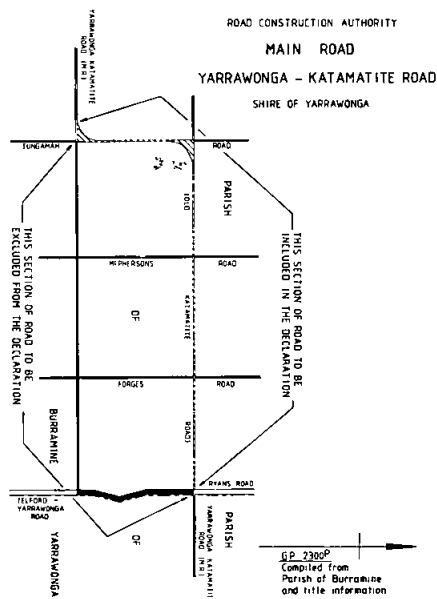 ROAD CONSTRUCTION AUTHORITY
MAIN ROAD
YARRAWONGA - KATAMATITE ROAD
SHIRE OF YARRAWONGA
YARRAWONGA KATAMATITE
ROAD (M.R.)
TUNGAMAH
ROAD
(OLD
PARISH
THIS SECTION OF ROAD TO BE
EXCLUDED FROM THE DECLARATION
THIS SECTION OF ROAD TO BE
INCLUDED IN THE DECLARATION
McPHERSONS
ROAD
OF
KATAMATITE
FORGES
ROAD
ROAD)
BURRAMINE
RYANS ROAD
TELFORD -
YARRAWONGA
ROAD
YARRAWONGA
OF
YARRAWONGA KATAMATITE
ROAD (M.R.)
PARISH
G.P. 2300P
Compiled from
Parish of Burramine
and title information